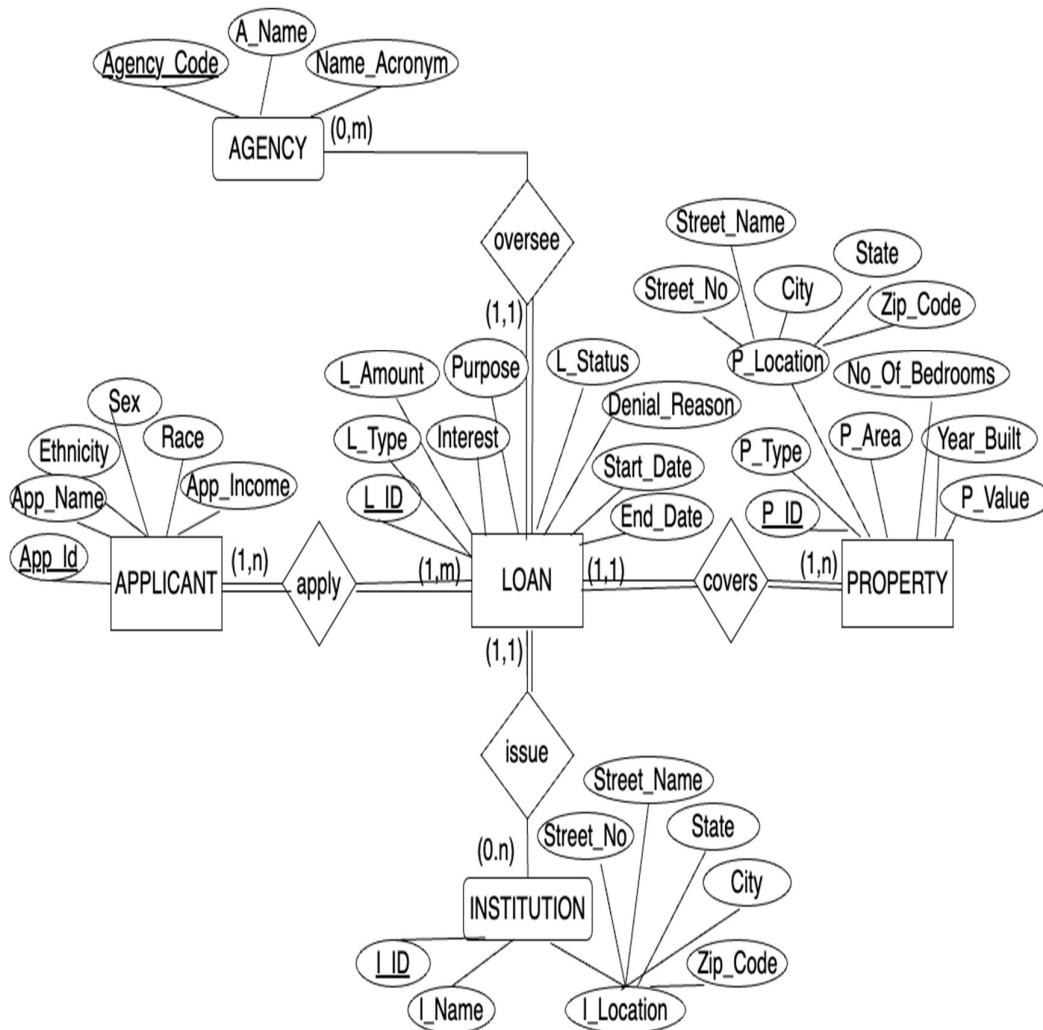 A_Name
Agency_Code
Name_Acronym
AGENCY
(0,m)
oversee
(1,1)
Street_Name
State
Street_No
City
Zip_Code
P_Location
No_Of_Bedrooms
P_Type
P_Area
Year_Built
P_ID
P_Value
L_Amount
Purpose
L_Status
L_Type
Interest
Denial_Reason
L_ID
Start_Date
End_Date
Sex
Ethnicity
Race
App_Name
App_Income
App_Id
APPLICANT
(1,n)
apply
(1,m)
LOAN
(1,1)
covers
(1,n)
PROPERTY
(1,1)
issue
(0.n)
INSTITUTION
Street_Name
Street_No
State
City
Zip_Code
I_ID
I_Name
I_Location